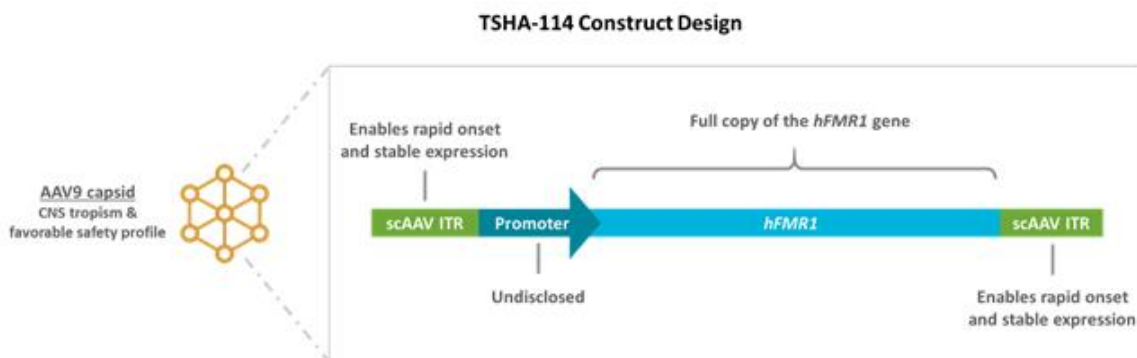 TSHA-114 Construct Design
Enables rapid onset
and stable expression
Full copy of the hFMR1 gene
AAV9 capsid
CNS tropism &
favorable safety profile
scAAV ITR
Promoter
hFMR1
scAAV ITR
Undisclosed
Enables rapid onset
and stable expression